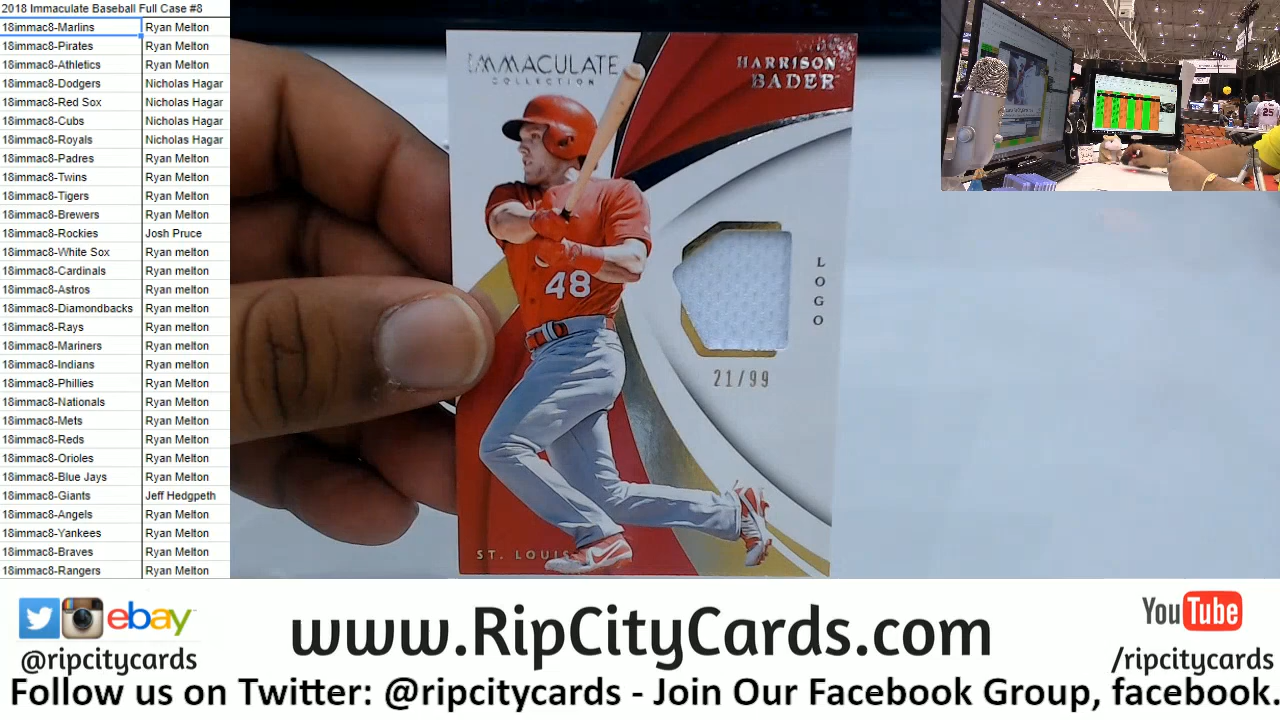 2018 Immaculate Baseball Full Case #8
18immac8-Marlins Ryan Melton
18immac8-Pirates Ryan Melton
18immac8-Athletics Ryan Melton
18immac8-Dodgers Nicholas Hagar
18immac8-Red Sox Nicholas Hagar
18immac8-Cubs Nicholas Hagar
18immac8-Royals Nicholas Hagar
18immac8-Padres Ryan Melton
18immac8-Twins Ryan Melton
18immac8-Tigers Ryan Melton
18immac8-Brewers Ryan Melton
18immac8-Rockies Josh Pruce
18immac8-White Sox Ryan melton
18immac8-Cardinals Ryan melton
18immac8-Astros Ryan melton
18immac8-Diamondbacks Ryan melton
18immac8-Rays Ryan melton
18immac8-Mariners Ryan melton
18immac8-Indians Ryan melton
18immac8-Phillies Ryan Melton
18immac8-Nationals Ryan Melton
18immac8-Mets Ryan Melton
18immac8-Reds Ryan Melton
18immac8-Orioles Ryan Melton
18immac8-Blue Jays Ryan Melton
18immac8-Giants Jeff Hedgpeth
18immac8-Angels Ryan Melton
18immac8-Yankees Ryan Melton
18immac8-Braves Ryan Melton
18immac8-Rangers Ryan Melton
IMMACULATE
COLLECTION
HARRISON
BADER
48
LOGO
21/99
ST. LOUIS
25
ebay
@ripcitycards
www.RipCityCards.com
YouTube
/ripcitycards
Follow us on Twitter: @ripcitycards - Join Our Facebook Group, facebook.